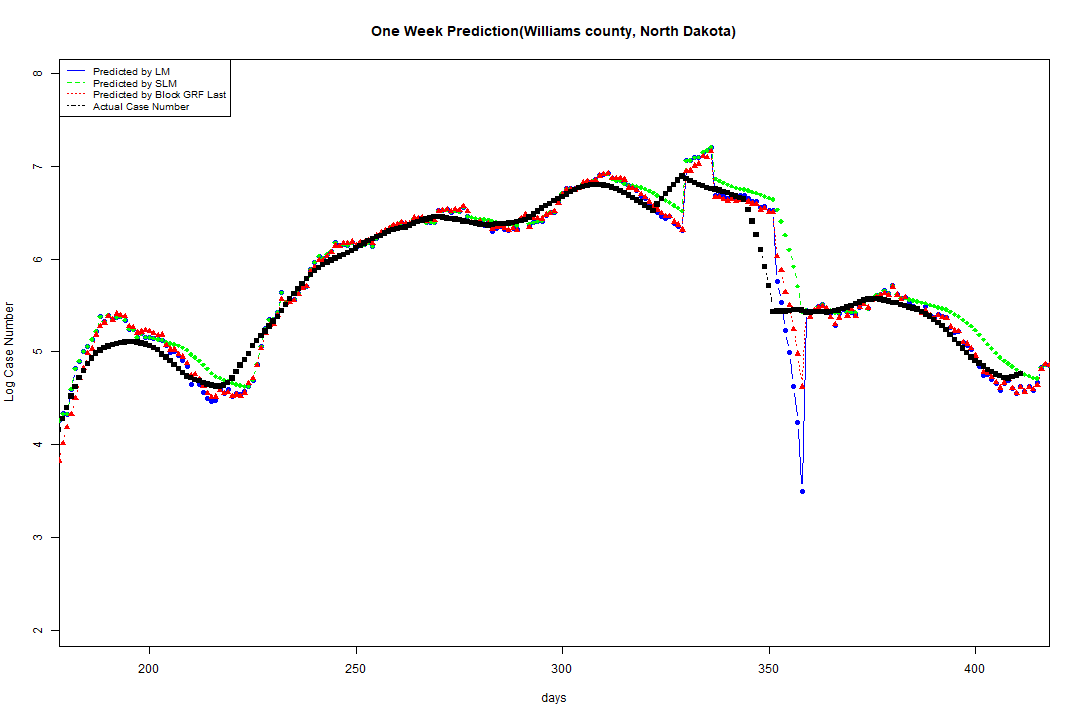 One Week Prediction(Williams county, North Dakota)
Predicted by LM
Predicted by SLM
Predicted by Block GRF Last
Actual Case Number
8
7
6
5
4
3
2
Log Case Number
200 250 300 350 400
days